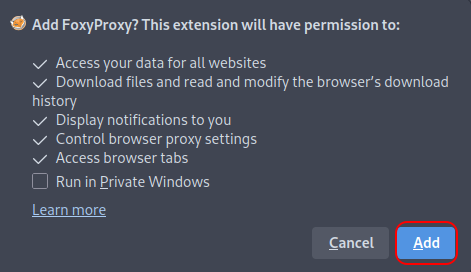 Add FoxyProxy? This extension will have permission to:
Access your data for all websites
Download files and read and modify the browser’s download
history
Display notifications to you
Control browser proxy settings
Access browser tabs
Run in Private Windows
Learn more
Cancel Add